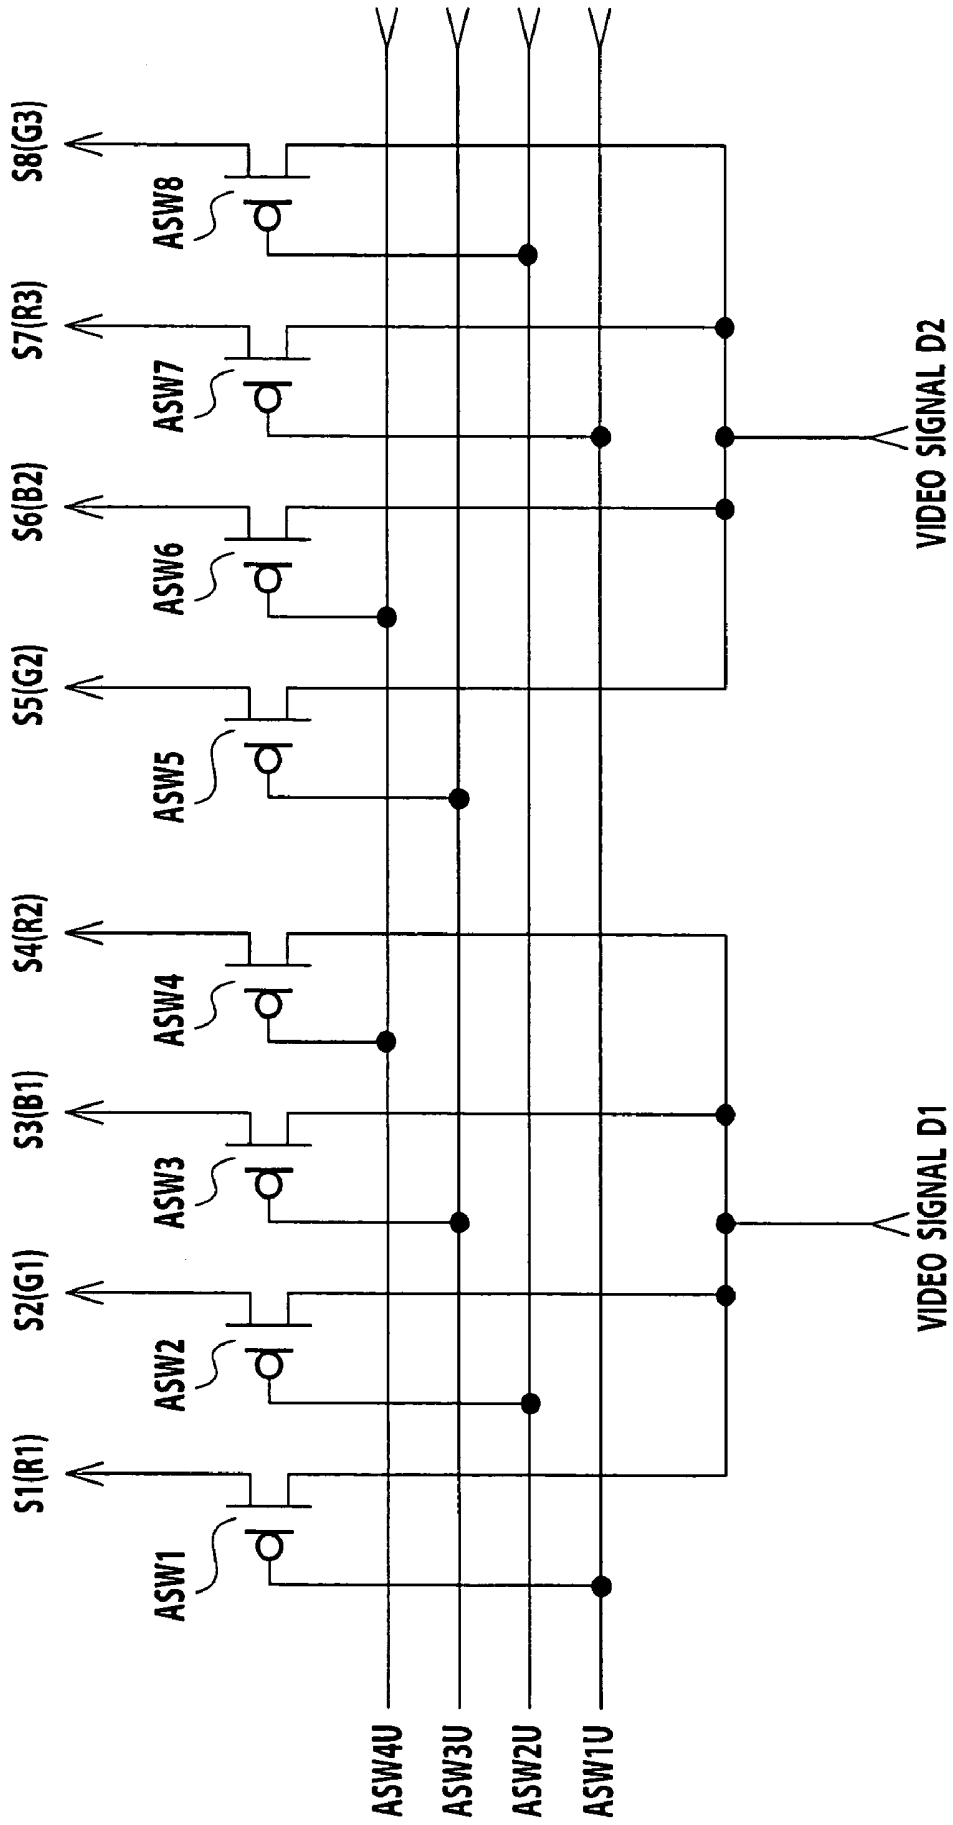 S1(R1)
S2(G1)
S3(B1)
S4(R2)
S5(G2)
S6(B2)
S7(R3)
S8(G3)
ASW1
ASW2
ASW3
ASW4
ASW5
ASW6
ASW7
ASW8
ASW4U
ASW3U
ASW2U
ASW1U
VIDEO SIGNAL D1
VIDEO SIGNAL D2